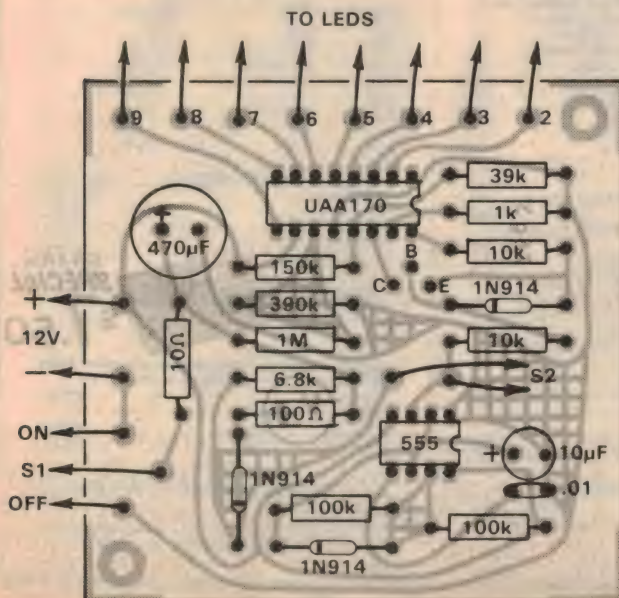 TO LEDS
9 8 7 6 5 4 3 2
UAA170
39k
1k
10k
470µF
+
150k
390k
1M
6.8k
100Ω
B
C E
1N914
10k
S2
+
12V
10Ω
−
ON
S1
OFF
1N914
555
+ 10µF
.01
100k
100k
1N914